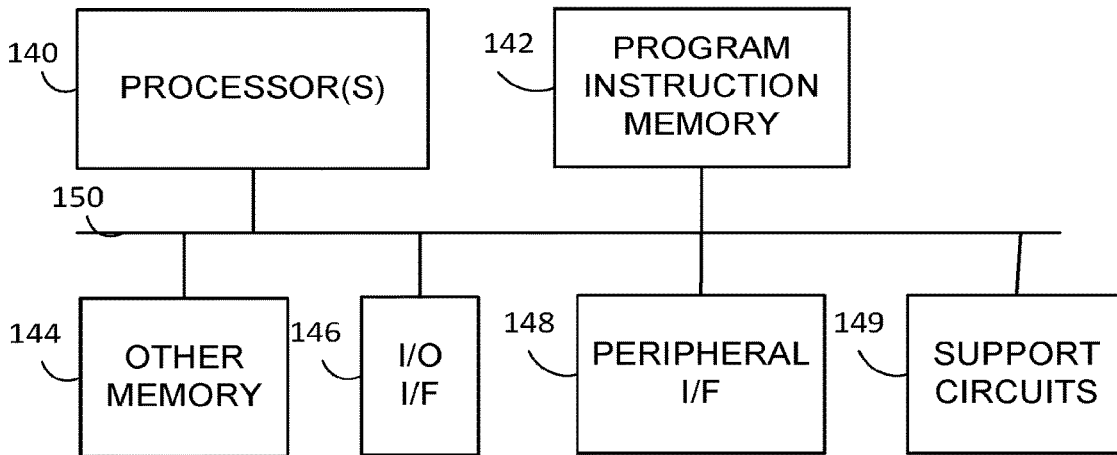 140
PROCESSOR(S)
142
PROGRAM
INSTRUCTION
MEMORY
150
144
OTHER
MEMORY
146
I/O
I/F
148
PERIPHERAL
I/F
149
SUPPORT
CIRCUITS